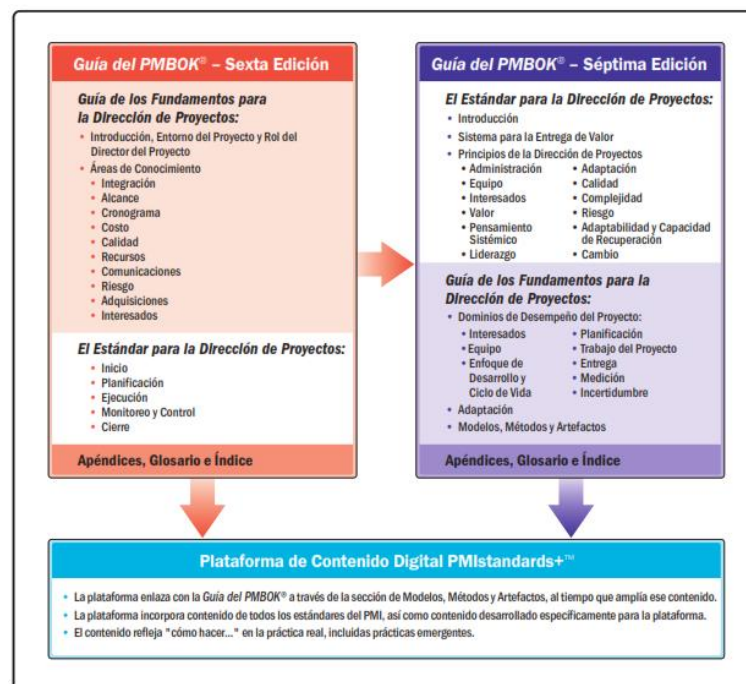 Guía del PMBOK® – Sexta Edición
Guía de los Fundamentos para
la Dirección de Proyectos:
• Introducción, Entorno del Proyecto y Rol del
Director del Proyecto
• Áreas de Conocimiento
• Integración
• Alcance
• Cronograma
• Costo
• Calidad
• Recursos
• Comunicaciones
• Riesgo
• Adquisiciones
• Interesados
El Estándar para la Dirección de Proyectos:
• Inicio
• Planificación
• Ejecución
• Monitoreo y Control
• Cierre
Apéndices, Glosario e Índice
Guía del PMBOK® – Séptima Edición
El Estándar para la Dirección de Proyectos:
• Introducción
• Sistema para la Entrega de Valor
• Principios de la Dirección de Proyectos
• Administración
• Equipo
• Interesados
• Valor
• Pensamiento
Sistémico
• Liderazgo
• Adaptación
• Calidad
• Complejidad
• Riesgo
• Adaptabilidad y Capacidad
de Recuperación
• Cambio
Guía de los Fundamentos para la
Dirección de Proyectos:
• Dominios de Desempeño del Proyecto:
• Interesados
• Equipo
• Enfoque de
Desarrollo y
Ciclo de Vida
• Planificación
• Trabajo del Proyecto
• Entrega
• Medición
• Incertidumbre
• Adaptación
• Modelos, Métodos y Artefactos
Apéndices, Glosario e Índice
Plataforma de Contenido Digital PMIstandards+™
• La plataforma enlaza con la Guía del PMBOK® a través de la sección de Modelos, Métodos y Artefactos, al tiempo que amplía ese contenido.
• La plataforma incorpora contenido de todos los estándares del PMI, así como contenido desarrollado específicamente para la plataforma.
• El contenido refleja "cómo hacer..." en la práctica real, incluidas prácticas emergentes.